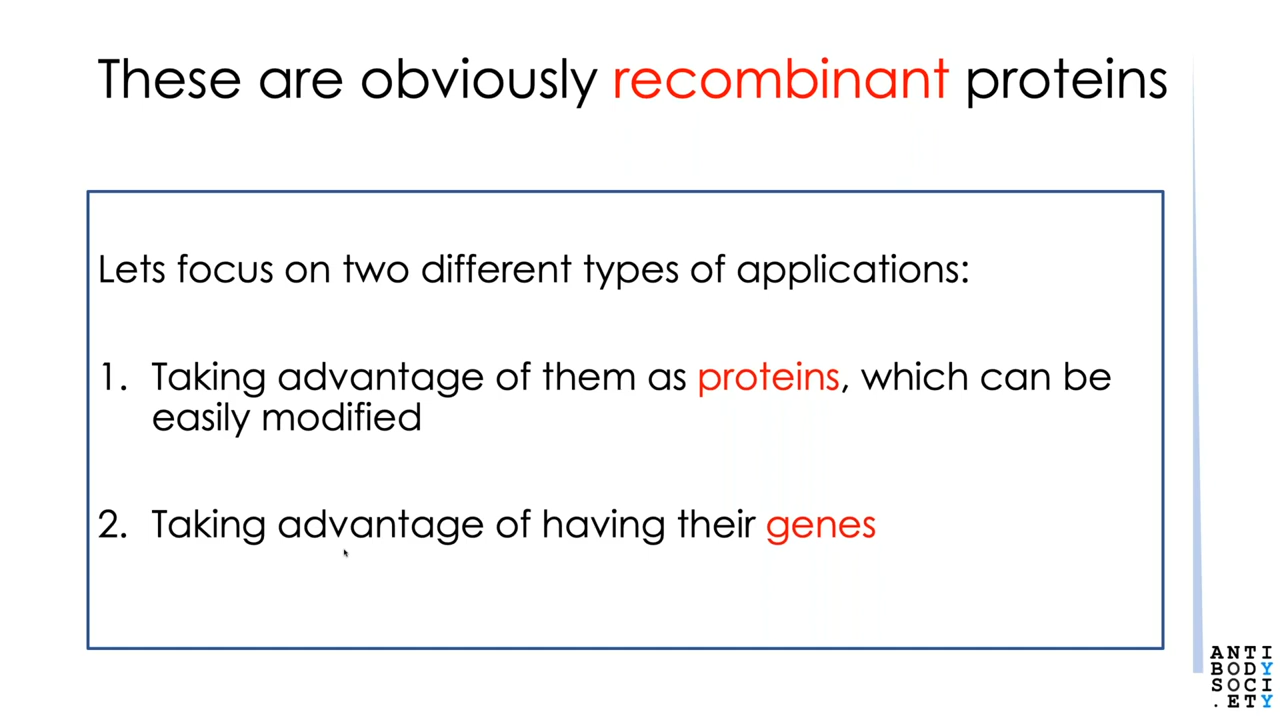 These are obviously recombinant proteins
Lets focus on two different types of applications:
1. Taking advantage of them as proteins, which can be
easily modified
2. Taking advantage of having their genes
ANTI
BODY
SOCI
.ETY